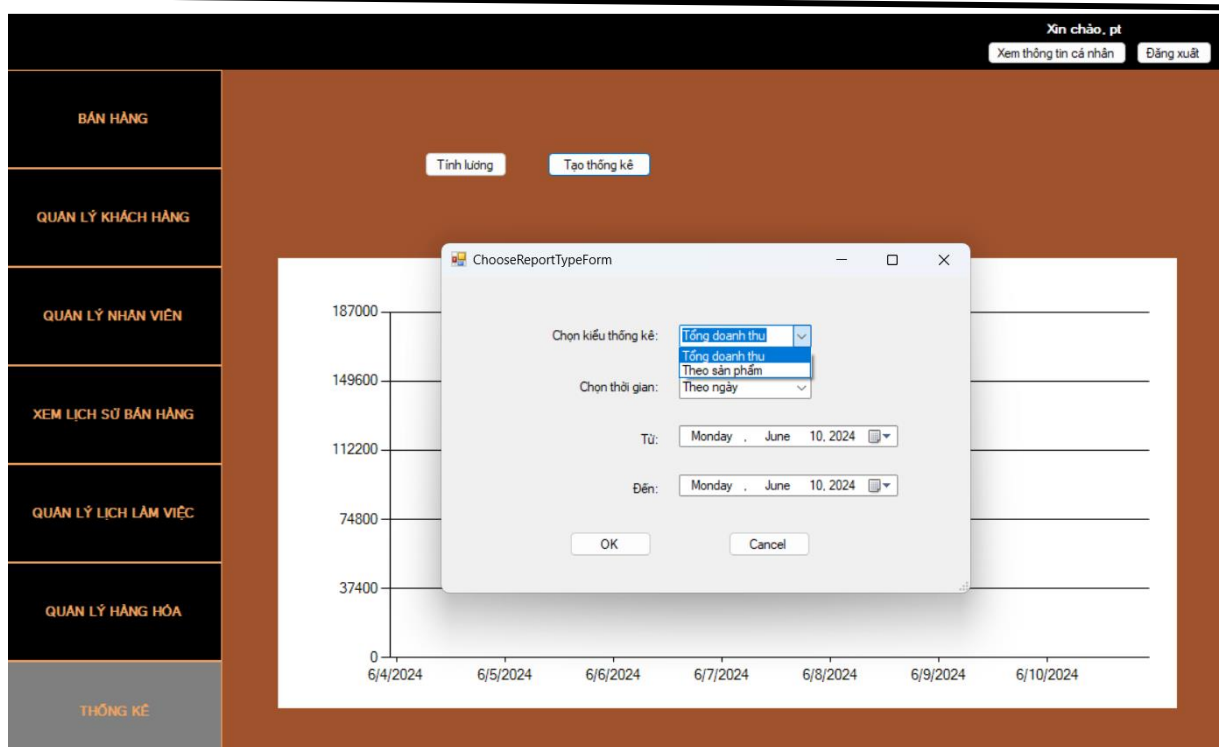 Xin chào, pt
Xem thông tin cá nhân
Đăng xuất
BÁN HÀNG
QUẢN LÝ KHÁCH HÀNG
QUẢN LÝ NHÂN VIÊN
XEM LỊCH SỬ BÁN HÀNG
QUẢN LÝ LỊCH LÀM VIỆC
QUẢN LÝ HÀNG HÓA
THỐNG KÊ
Tính lương
Tạo thống kê
187000
149600
112200
74800
37400
0
6/4/2024 6/5/2024 6/6/2024 6/7/2024 6/8/2024 6/9/2024 6/10/2024
ChooseReportTypeForm
Chọn kiểu thống kê: Tổng doanh thu
Tổng doanh thu
Theo sản phẩm
Chọn thời gian: Theo ngày
Từ: Monday , June 10, 2024
Đến: Monday , June 10, 2024
OK Cancel